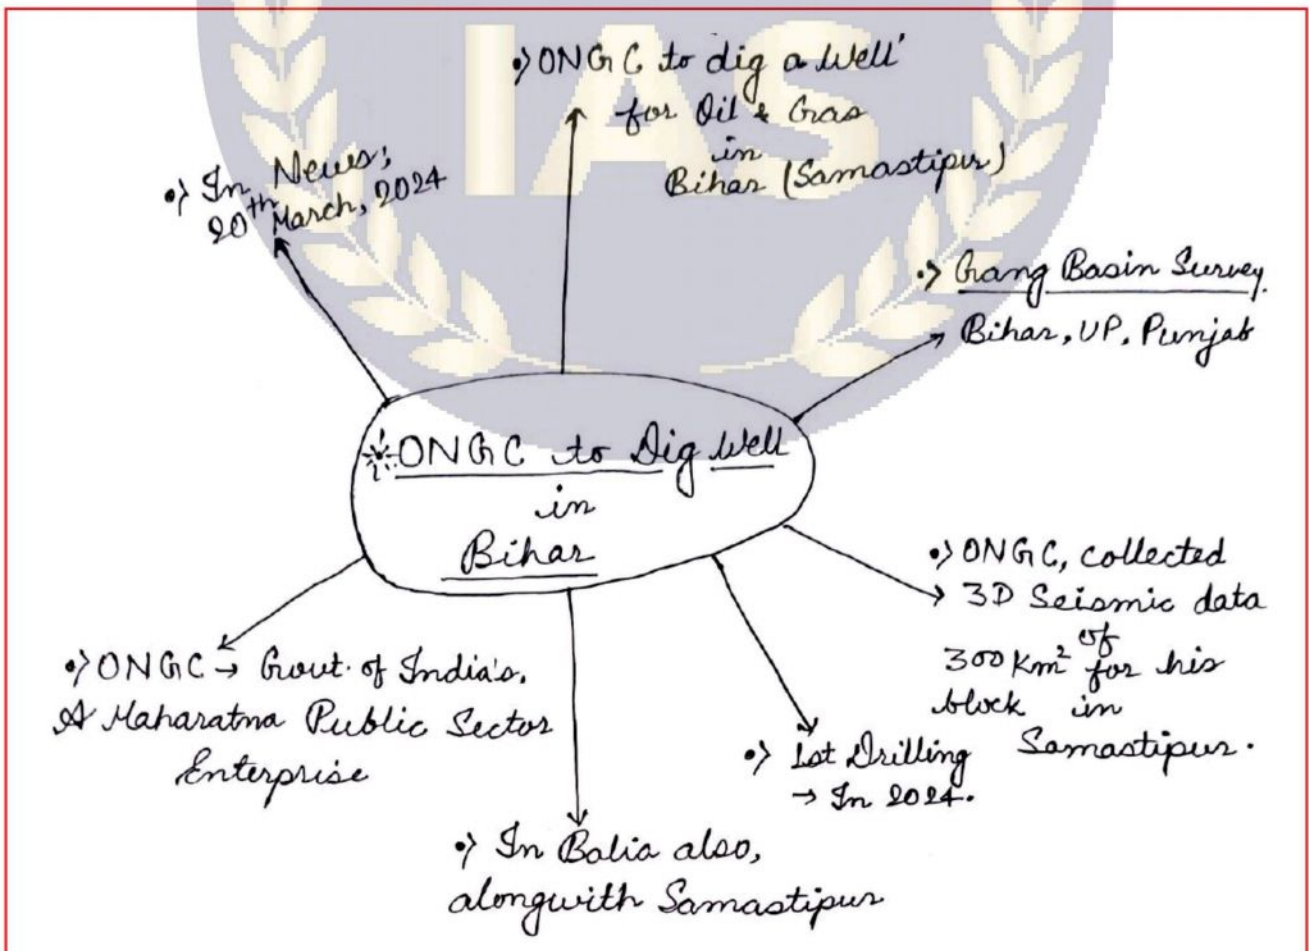 IAS
•) ONGC to dig a well'
for Oil & Gas
in
Bihar (Samastipur)
•) In News;
20th March, 2024
•) Gang Basin Survey.
Bihar, UP, Punjab
ONGC to Dig Well
in
Bihar
•) ONGC, collected
3D Seismic data
of
300 Km² for his
block in
Samastipur.
•) ONGC → Govt. of India's.
A Maharatna Public Sector
Enterprise
•) 1st Drilling
→ In 2024.
•) In Balia also,
alongwith Samastipur